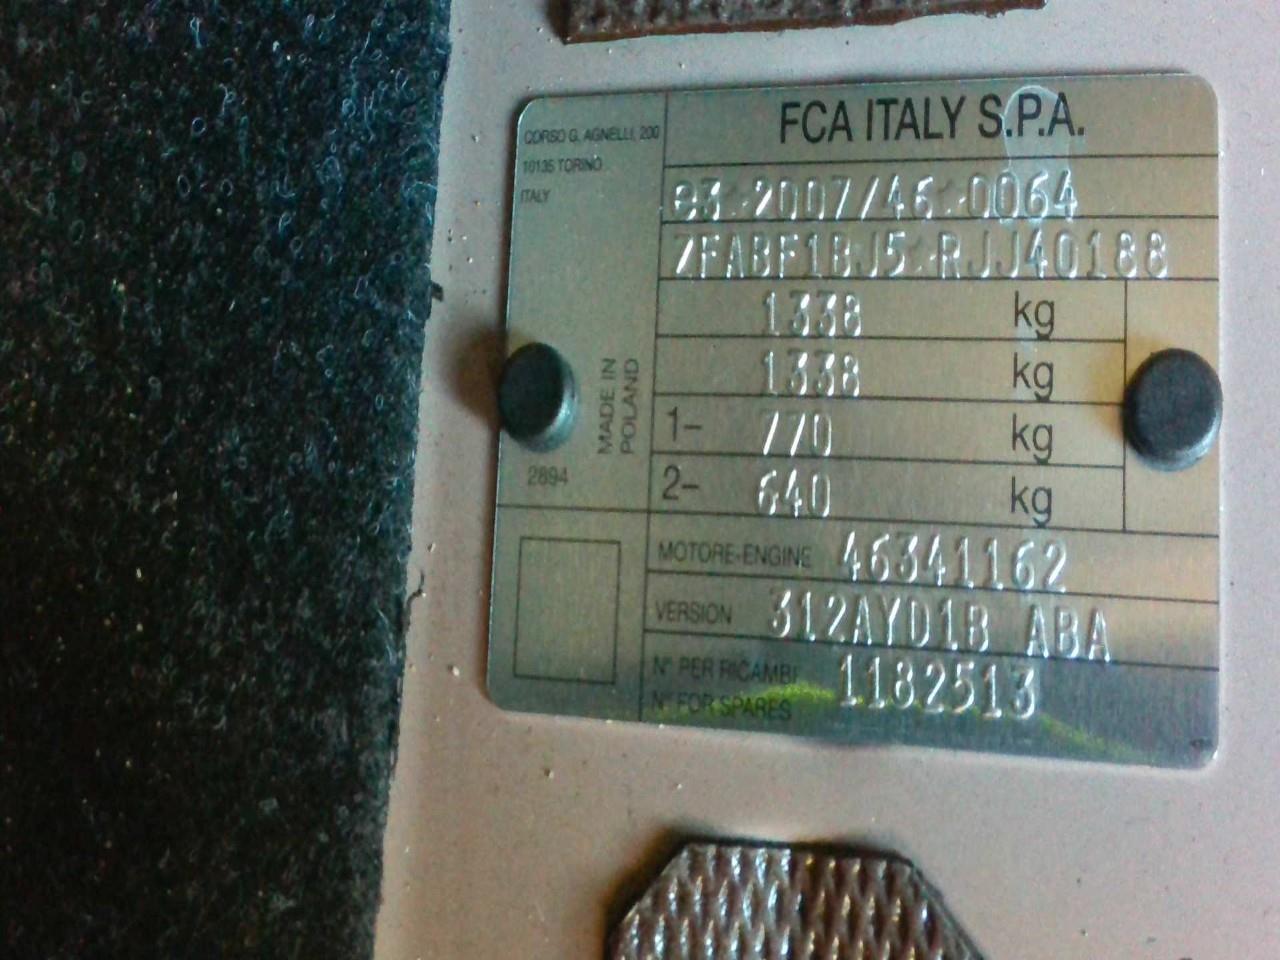 FCA ITALY S.P.A.
CORSO G. AGNELLI, 200
10135 TORINO
ITALY
e3*2007/46*0064
ZFABF1BJ5*RJJ40188
1338 kg
1338 kg
1- 770 kg
2- 640 kg
MADE IN
POLAND
2894
MOTORE-ENGINE 46341162
VERSION 312AYD1B ABA
N° PER RICAMBI 1182513
N° FOR SPARES